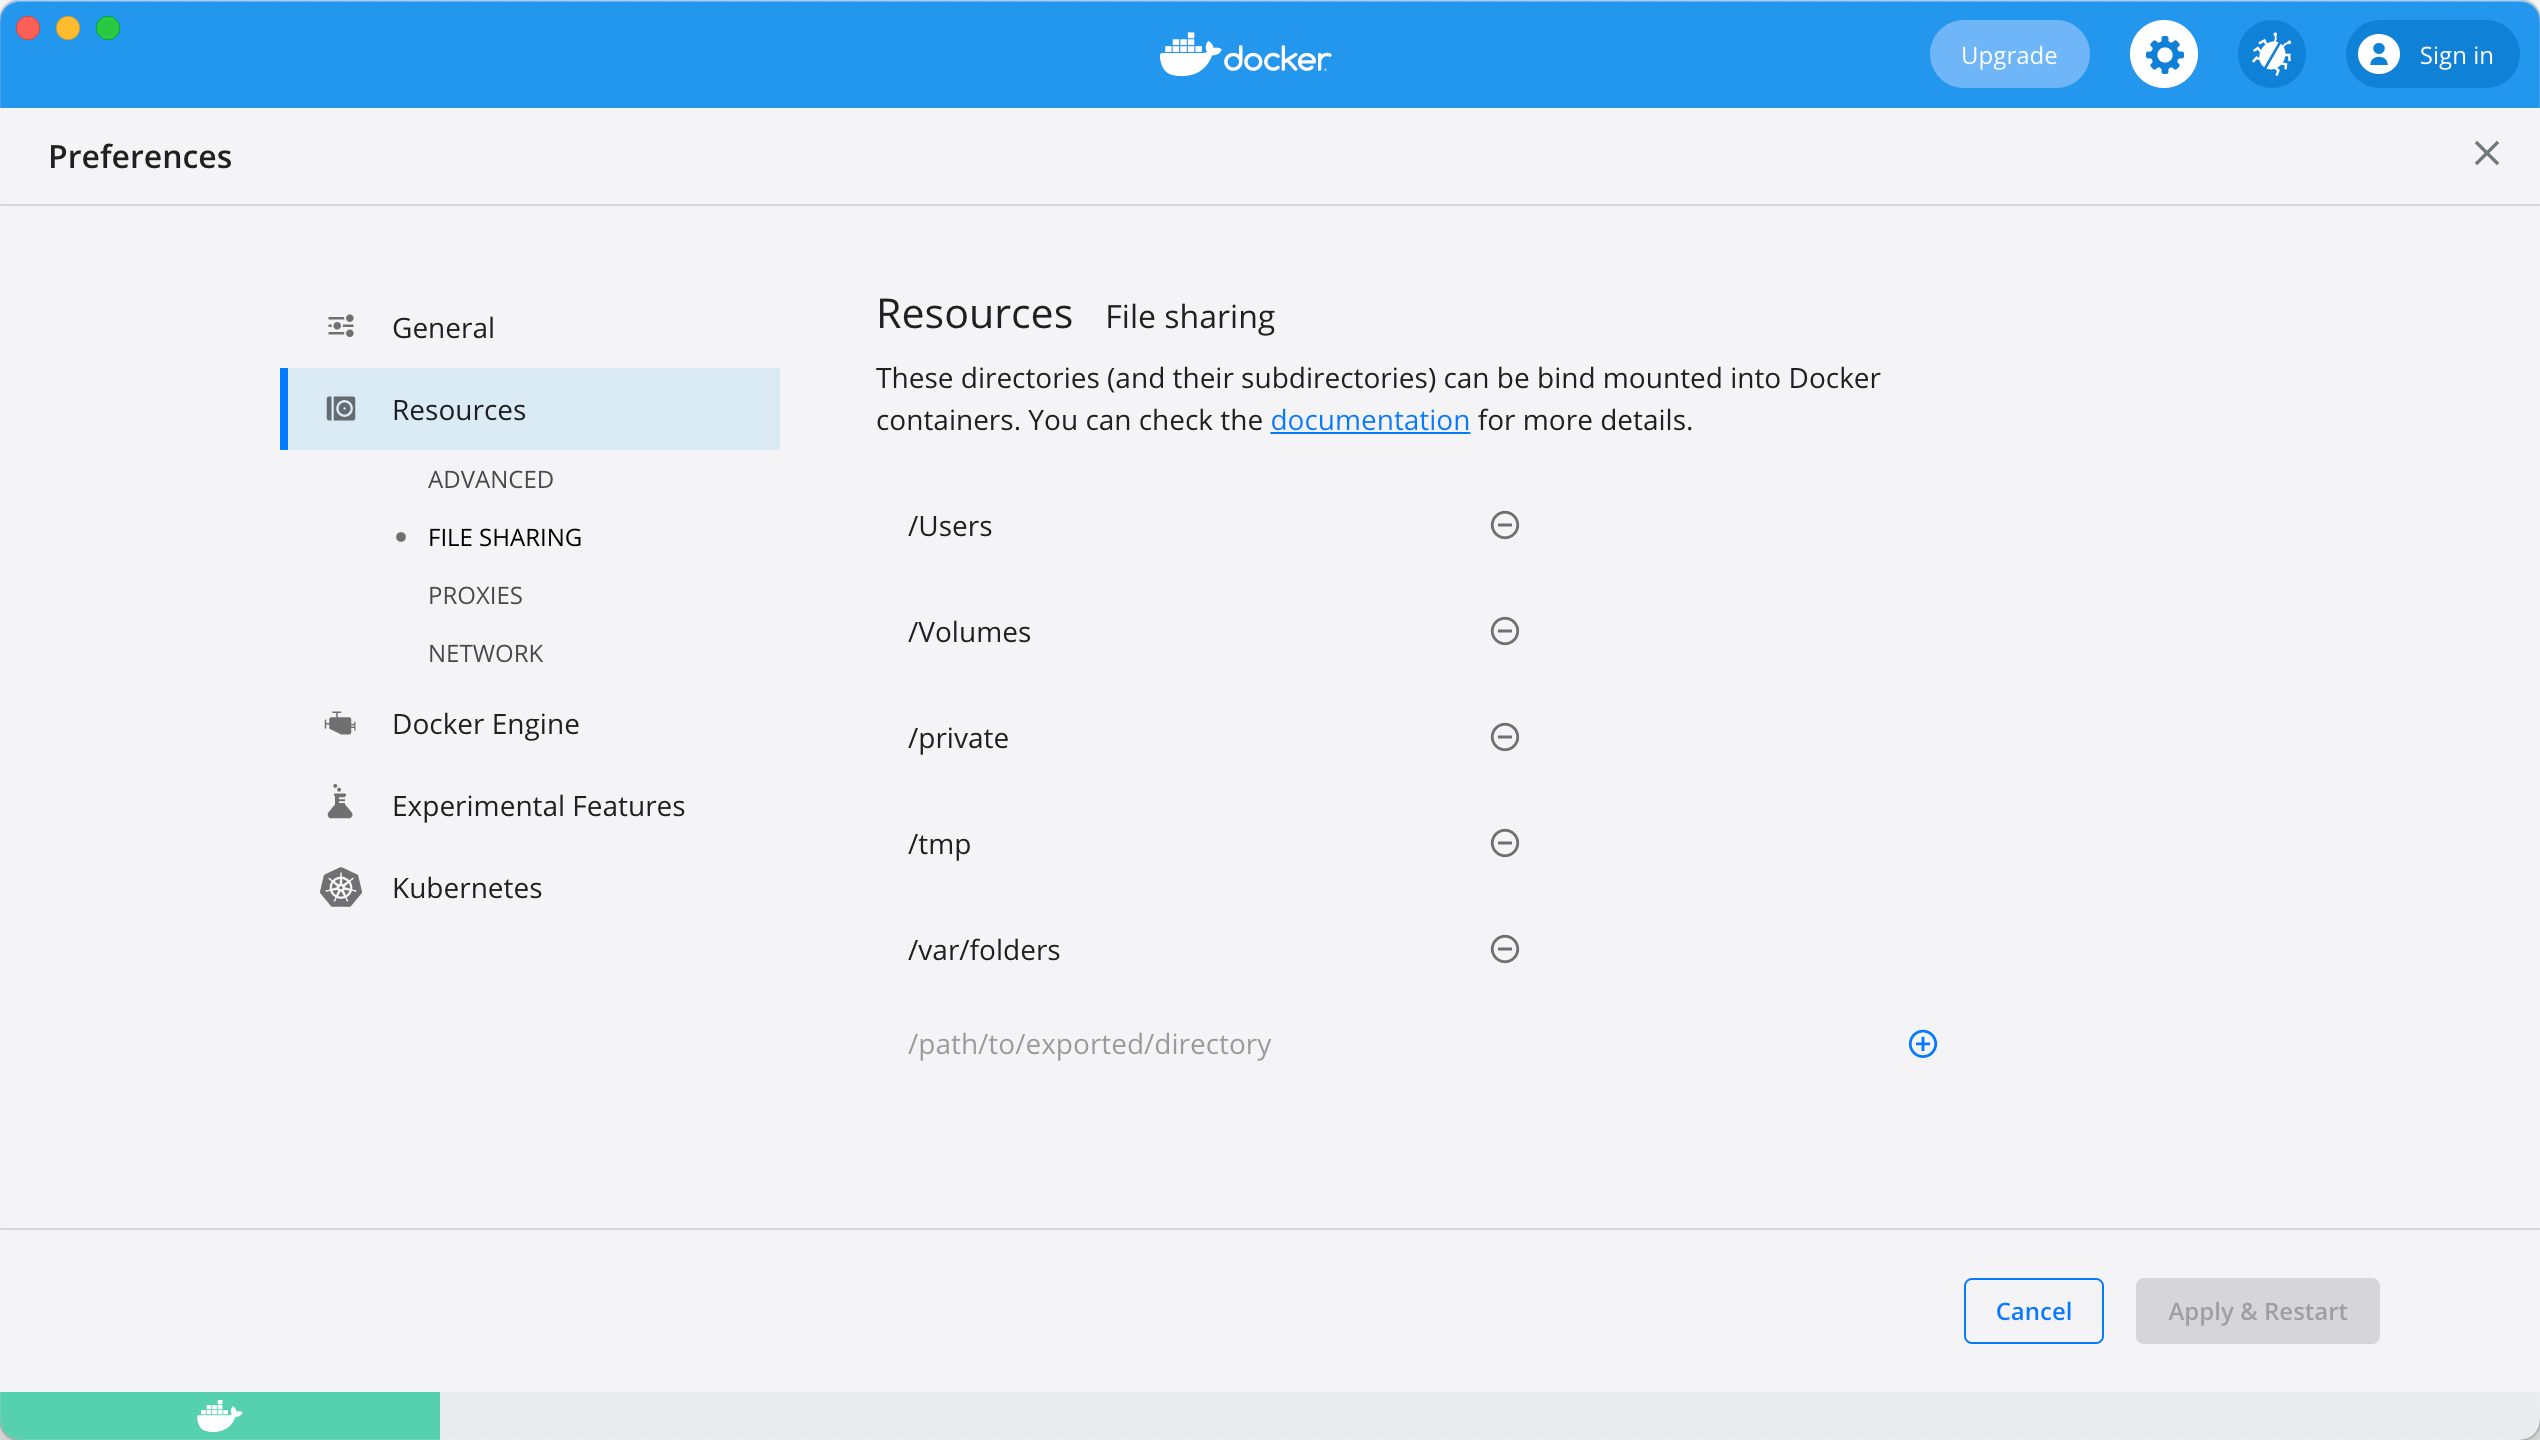 docker
Upgrade
Sign in
Preferences
General
Resources
ADVANCED
FILE SHARING
PROXIES
NETWORK
Docker Engine
Experimental Features
Kubernetes
Resources File sharing
These directories (and their subdirectories) can be bind mounted into Docker
containers. You can check the documentation for more details.
/Users
/Volumes
/private
/tmp
/var/folders
/path/to/exported/directory
Cancel
Apply & Restart